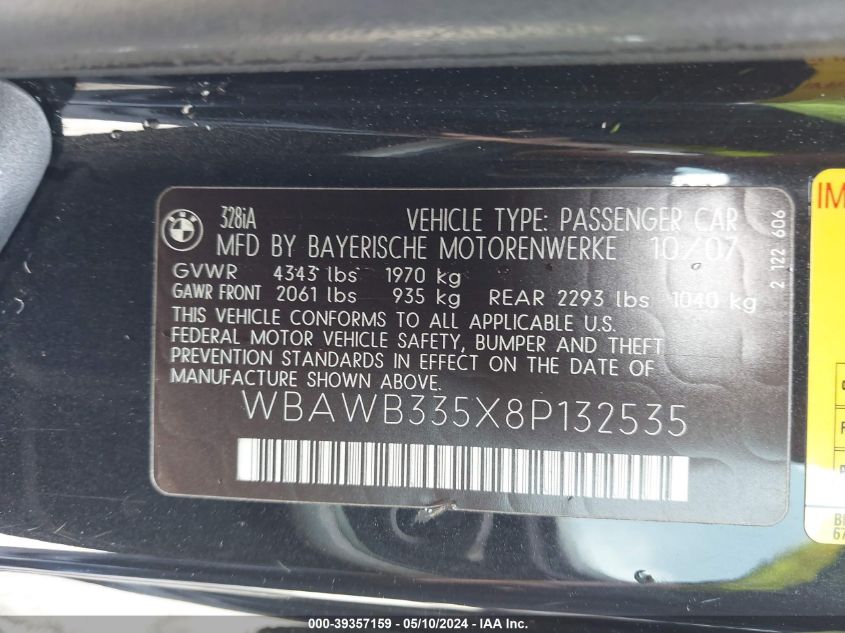 328iA VEHICLE TYPE: PASSENGER CAR
MFD BY BAYERISCHE MOTORENWERKE 10/07
GVWR 4343 lbs 1970 kg
GAWR FRONT 2061 lbs 935 kg REAR 2293 lbs 1040 kg
THIS VEHICLE CONFORMS TO ALL APPLICABLE U.S.
FEDERAL MOTOR VEHICLE SAFETY, BUMPER AND THEFT
PREVENTION STANDARDS IN EFFECT ON THE DATE OF
MANUFACTURE SHOWN ABOVE.
WBAWB335X8P132535
2 122 606
IM
000-39357159 - 05/10/2024 - IAA Inc.